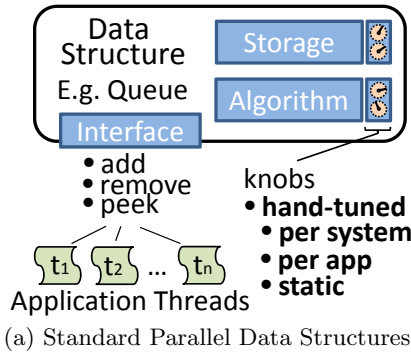 Data
Structure
Storage
E.g. Queue
Algorithm
Interface
• add
• remove
• peek
knobs
• hand-tuned
• per system
• per app
• static
t1 t2 ... tn
Application Threads
(a) Standard Parallel Data Structures